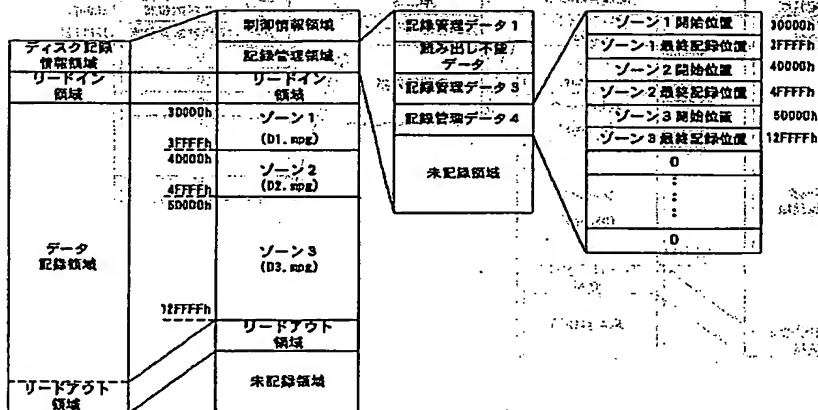 ディスク記録
情報領域
リードイン
領域
データ
記録領域
リードアウト
領域
制御情報領域
記録管理領域
リードイン
領域
30000h
ゾーン1
(D1.mpg)
3FFFFh
40000h
ゾーン2
(D2.mpg)
4FFFFh
50000h
ゾーン3
(D3.mpg)
12FFFFh
リードアウト
領域
未記録領域
記録管理データ1
読み出し不能
データ
記録管理データ3
記録管理データ4
未記録領域
ゾーン1開始位置 30000h
ゾーン1最終記録位置 3FFFFh
ゾーン2開始位置 40000h
ゾーン2最終記録位置 4FFFFh
ゾーン3開始位置 50000h
ゾーン3最終記録位置 12FFFFh
0
0